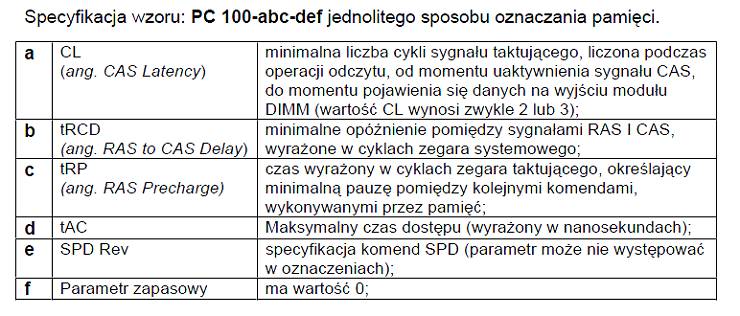 Specyfikacja wzoru: PC 100-abc-def jednolitego sposobu oznaczania pamięci.
a CL minimalna liczba cykli sygnału taktującego, liczona podczas
(ang. CAS Latency) operacji odczytu, od momentu uaktywnienia sygnału CAS,
do momentu pojawienia się danych na wyjściu modułu
DIMM (wartość CL wynosi zwykle 2 lub 3);
b tRCD minimalne opóźnienie pomiędzy sygnałami RAS I CAS,
(ang. RAS to CAS Delay) wyrażone w cyklach zegara systemowego;
c tRP czas wyrażony w cyklach zegara taktującego, określający
(ang. RAS Precharge) minimalną pauzę pomiędzy kolejnymi komendami,
wykonywanymi przez pamięć;
d tAC Maksymalny czas dostępu (wyrażony w nanosekundach);
e SPD Rev specyfikacja komend SPD (parametr może nie występować
w oznaczeniach);
f Parametr zapasowy ma wartość 0;